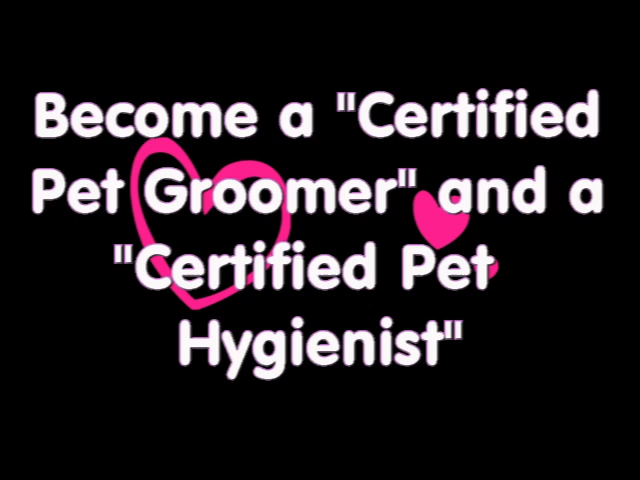 Become a "Certified
Pet Groomer" and a
"Certified Pet
Hygienist"